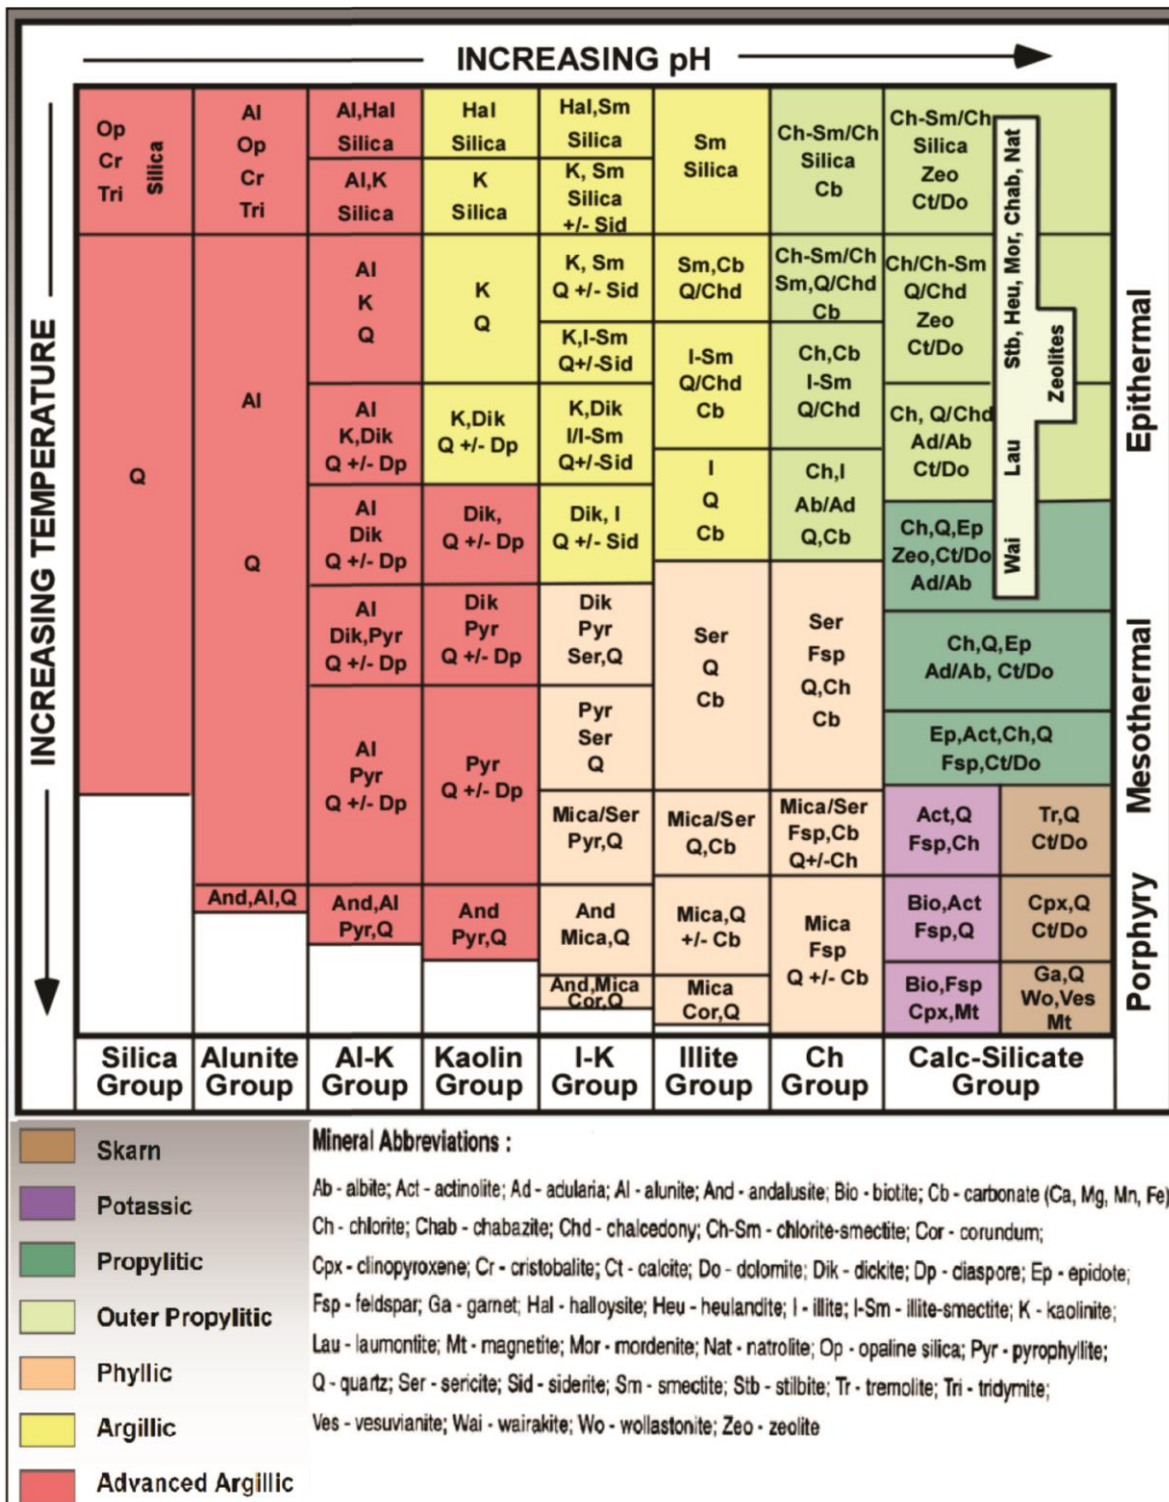 INCREASING pH
INCREASING TEMPERATURE
Op
Cr
Tri
Silica
Q
Al
Op
Cr
Tri
Al
Q
And,Al,Q
Al,Hal
Silica
Al,K
Silica
Al
K
Q
Al
K,Dik
Q +/- Dp
Al
Dik
Q +/- Dp
Al
Dik,Pyr
Q +/- Dp
Al
Pyr
Q +/- Dp
And,Al
Pyr,Q
Hal
Silica
K
Silica
K
Q
K,Dik
Q +/- Dp
Dik,
Q +/- Dp
Dik
Pyr
Q +/- Dp
Pyr
Q +/- Dp
And
Pyr,Q
Hal,Sm
Silica
K, Sm
Silica
+/- Sid
K, Sm
Q +/- Sid
K,I-Sm
Q+/-Sid
K,Dik
I/I-Sm
Q+/-Sid
Dik, I
Q +/- Sid
Dik
Pyr
Ser,Q
Pyr
Ser
Q
Mica/Ser
Pyr,Q
And
Mica,Q
And,Mica
Cor,Q
Sm
Silica
Sm,Cb
Q/Chd
I-Sm
Q/Chd
Cb
I
Q
Cb
Ser
Q
Cb
Mica/Ser
Q,Cb
Mica,Q
+/- Cb
Mica
Cor,Q
Ch-Sm/Ch
Silica
Cb
Ch-Sm/Ch
Sm,Q/Chd
Cb
Ch,Cb
I-Sm
Q/Chd
Ch,I
Ab/Ad
Q,Cb
Ser
Fsp
Q,Ch
Cb
Mica/Ser
Fsp,Cb
Q+/-Ch
Mica
Fsp
Q +/- Cb
Ch-Sm/Ch
Silica
Zeo
Ct/Do
Ch/Ch-Sm
Q/Chd
Zeo
Ct/Do
Ch, Q/Chd
Ad/Ab
Ct/Do
Ch,Q,Ep
Zeo,Ct/Do
Ad/Ab
Ch,Q,Ep
Ad/Ab, Ct/Do
Ep,Act,Ch,Q
Fsp,Ct/Do
Act,Q
Fsp,Ch
Bio,Act
Fsp,Q
Bio,Fsp
Cpx,Mt
Tr,Q
Ct/Do
Cpx,Q
Ct/Do
Ga,Q
Wo,Ves
Mt
Wai Lau Stb, Heu, Mor, Chab, Nat
Zeolites
Epithermal
Mesothermal
Porphyry
Silica
Group
Alunite
Group
Al-K
Group
Kaolin
Group
I-K
Group
Illite
Group
Ch
Group
Calc-Silicate
Group
Skarn
Potassic
Propylitic
Outer Propylitic
Phyllic
Argillic
Advanced Argillic
Mineral Abbreviations :
Ab - albite; Act - actinolite; Ad - adularia; Al - alunite; And - andalusite; Bio - biotite; Cb - carbonate (Ca, Mg, Mn, Fe)
Ch - chlorite; Chab - chabazite; Chd - chalcedony; Ch-Sm - chlorite-smectite; Cor - corundum;
Cpx - clinopyroxene; Cr - cristobalite; Ct - calcite; Do - dolomite; Dik - dickite; Dp - diaspore; Ep - epidote;
Fsp - feldspar; Ga - garnet; Hal - halloysite; Heu - heulandite; I - illite; I-Sm - illite-smectite; K - kaolinite;
Lau - laumontite; Mt - magnetite; Mor - mordenite; Nat - natrolite; Op - opaline silica; Pyr - pyrophyllite;
Q - quartz; Ser - sericite; Sid - siderite; Sm - smectite; Stb - stilbite; Tr - tremolite; Tri - tridymite;
Ves - vesuvianite; Wai - wairakite; Wo - wollastonite; Zeo - zeolite